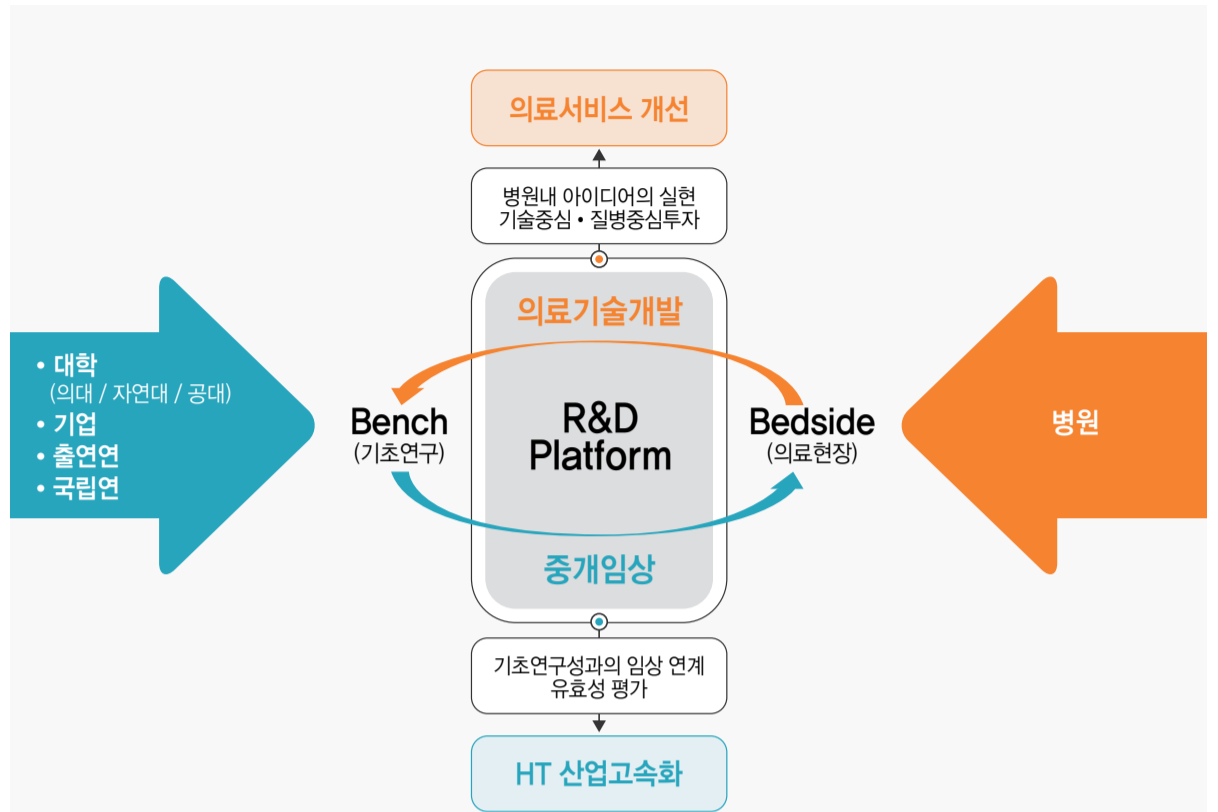 의료서비스 개선
병원내 아이디어의 실현
기술중심 • 질병중심투자
의료기술개발
• 대학
(의대 / 자연대 / 공대)
• 기업
• 출연연
• 국립연
Bench
(기초연구)
R&D
Platform
Bedside
(의료현장)
병원
중개임상
기초연구성과의 임상 연계
유효성 평가
HT 산업고속화